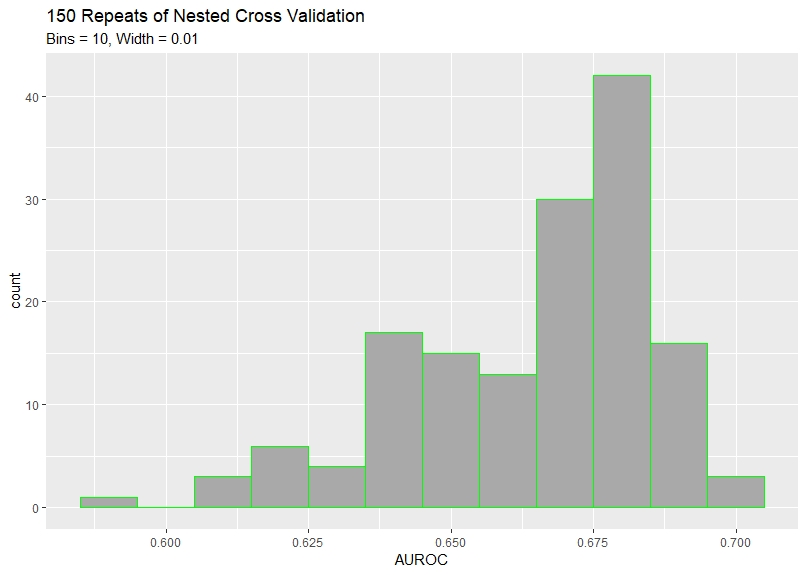 150 Repeats of Nested Cross Validation
Bins = 10, Width = 0.01
40
30
20
10
0
count
0.600 0.625 0.650 0.675 0.700
AUROC